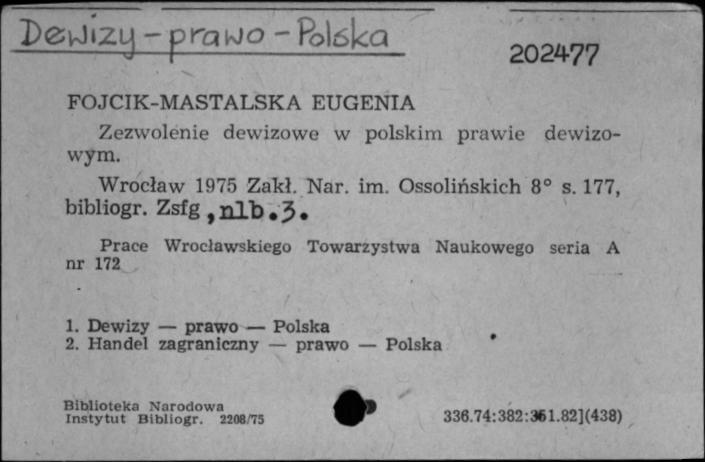 Dewizy - prawo - Polska
202477
FOJCIK-MASTALSKA EUGENIA
Zezwolenie dewizowe w polskim prawie dewizo-
wym.
Wrocław 1975 Zakł. Nar. im. Ossolińskich 8° s. 177,
bibliogr. Zsfg, nlb. 3.
Prace Wrocławskiego Towarzystwa Naukowego seria A
nr 172
1. Dewizy — prawo — Polska
2. Handel zagraniczny — prawo — Polska
Biblioteka Narodowa
Instytut Bibliogr. 2208/75
336.74:382:351.82](438)